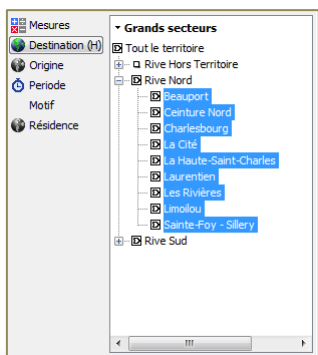 Mesures
Destination (H)
Origine
Periode
Motif
Résidence
Grands secteurs
Tout le territoire
Rive Hors Territoire
Rive Nord
Beauport
Ceinture Nord
Charlesbourg
La Cité
La Haute-Saint-Charles
Laurentien
Les Rivières
Limoilou
Sainte-Foy - Sillery
Rive Sud